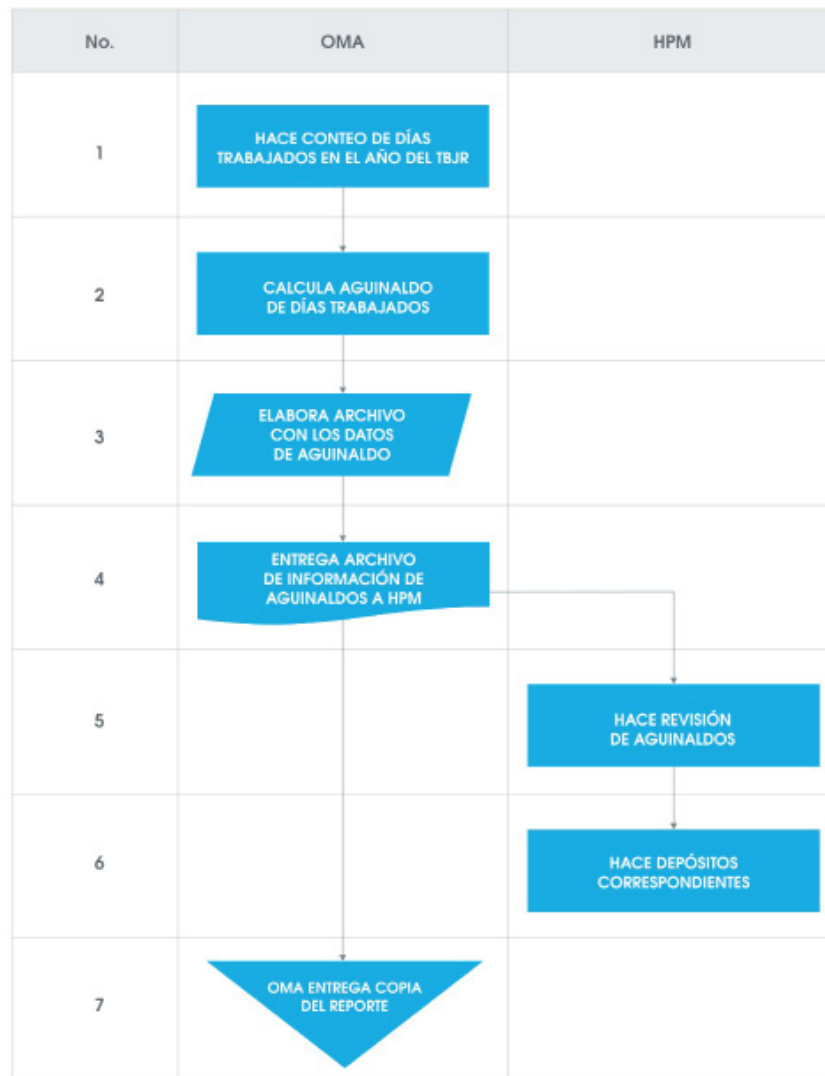 No.
OMA
HPM
1
HACE CONTEO DE DÍAS
TRABAJADOS EN EL AÑO DEL TBJR
2
CALCULA AGUINALDO
DE DÍAS TRABAJADOS
3
ELABORA ARCHIVO
CON LOS DATOS
DE AGUINALDO
4
ENTREGA ARCHIVO
DE INFORMACIÓN DE
AGUINALDOS A HPM
5
HACE REVISIÓN
DE AGUINALDOS
6
HACE DEPÓSITOS
CORRESPONDIENTES
7
OMA ENTREGA COPIA
DEL REPORTE